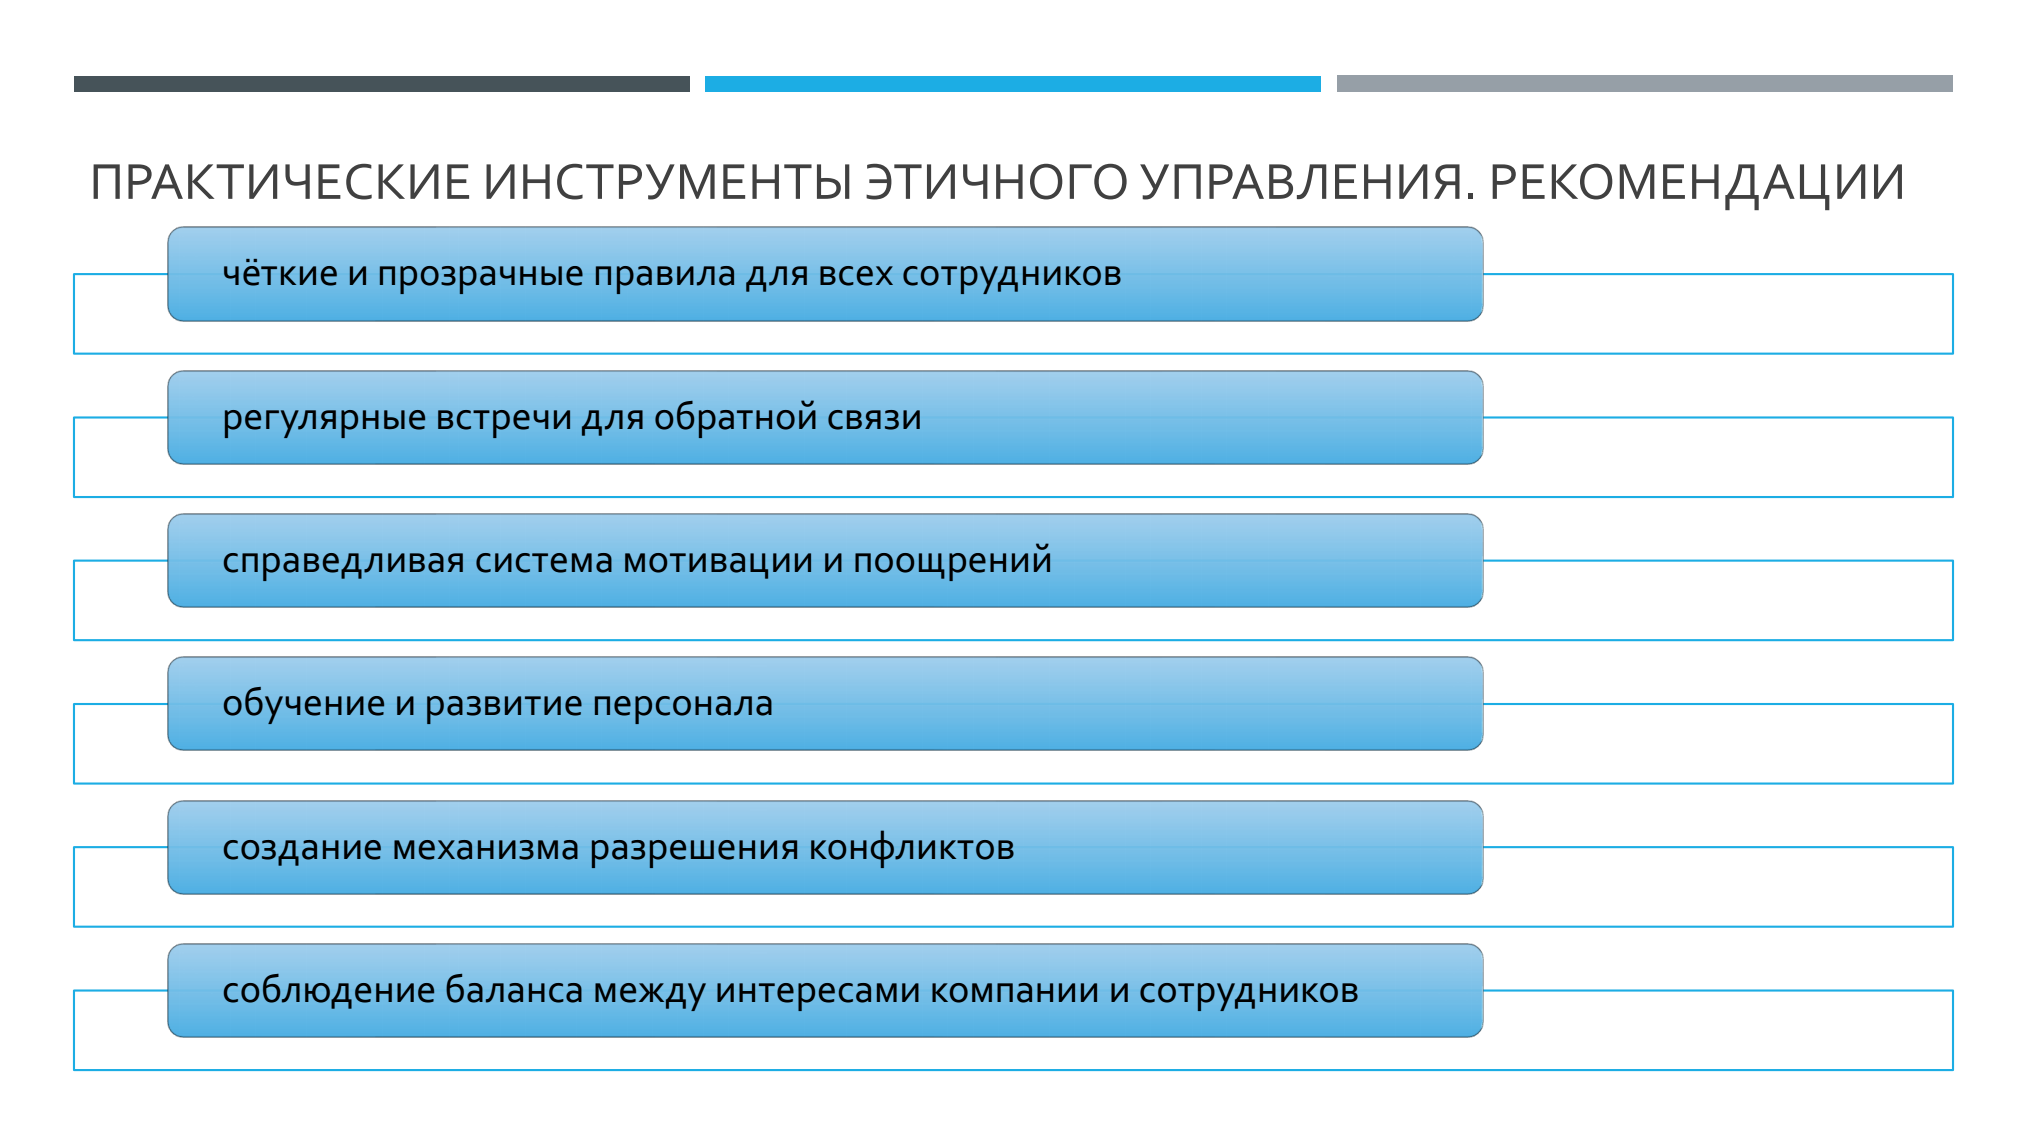 ПРАКТИЧЕСКИЕ ИНСТРУМЕНТЫ ЭТИЧНОГО УПРАВЛЕНИЯ. РЕКОМЕНДАЦИИ
чёткие и прозрачные правила для всех сотрудников
регулярные встречи для обратной связи
справедливая система мотивации и поощрений
обучение и развитие персонала
создание механизма разрешения конфликтов
соблюдение баланса между интересами компании и сотрудников